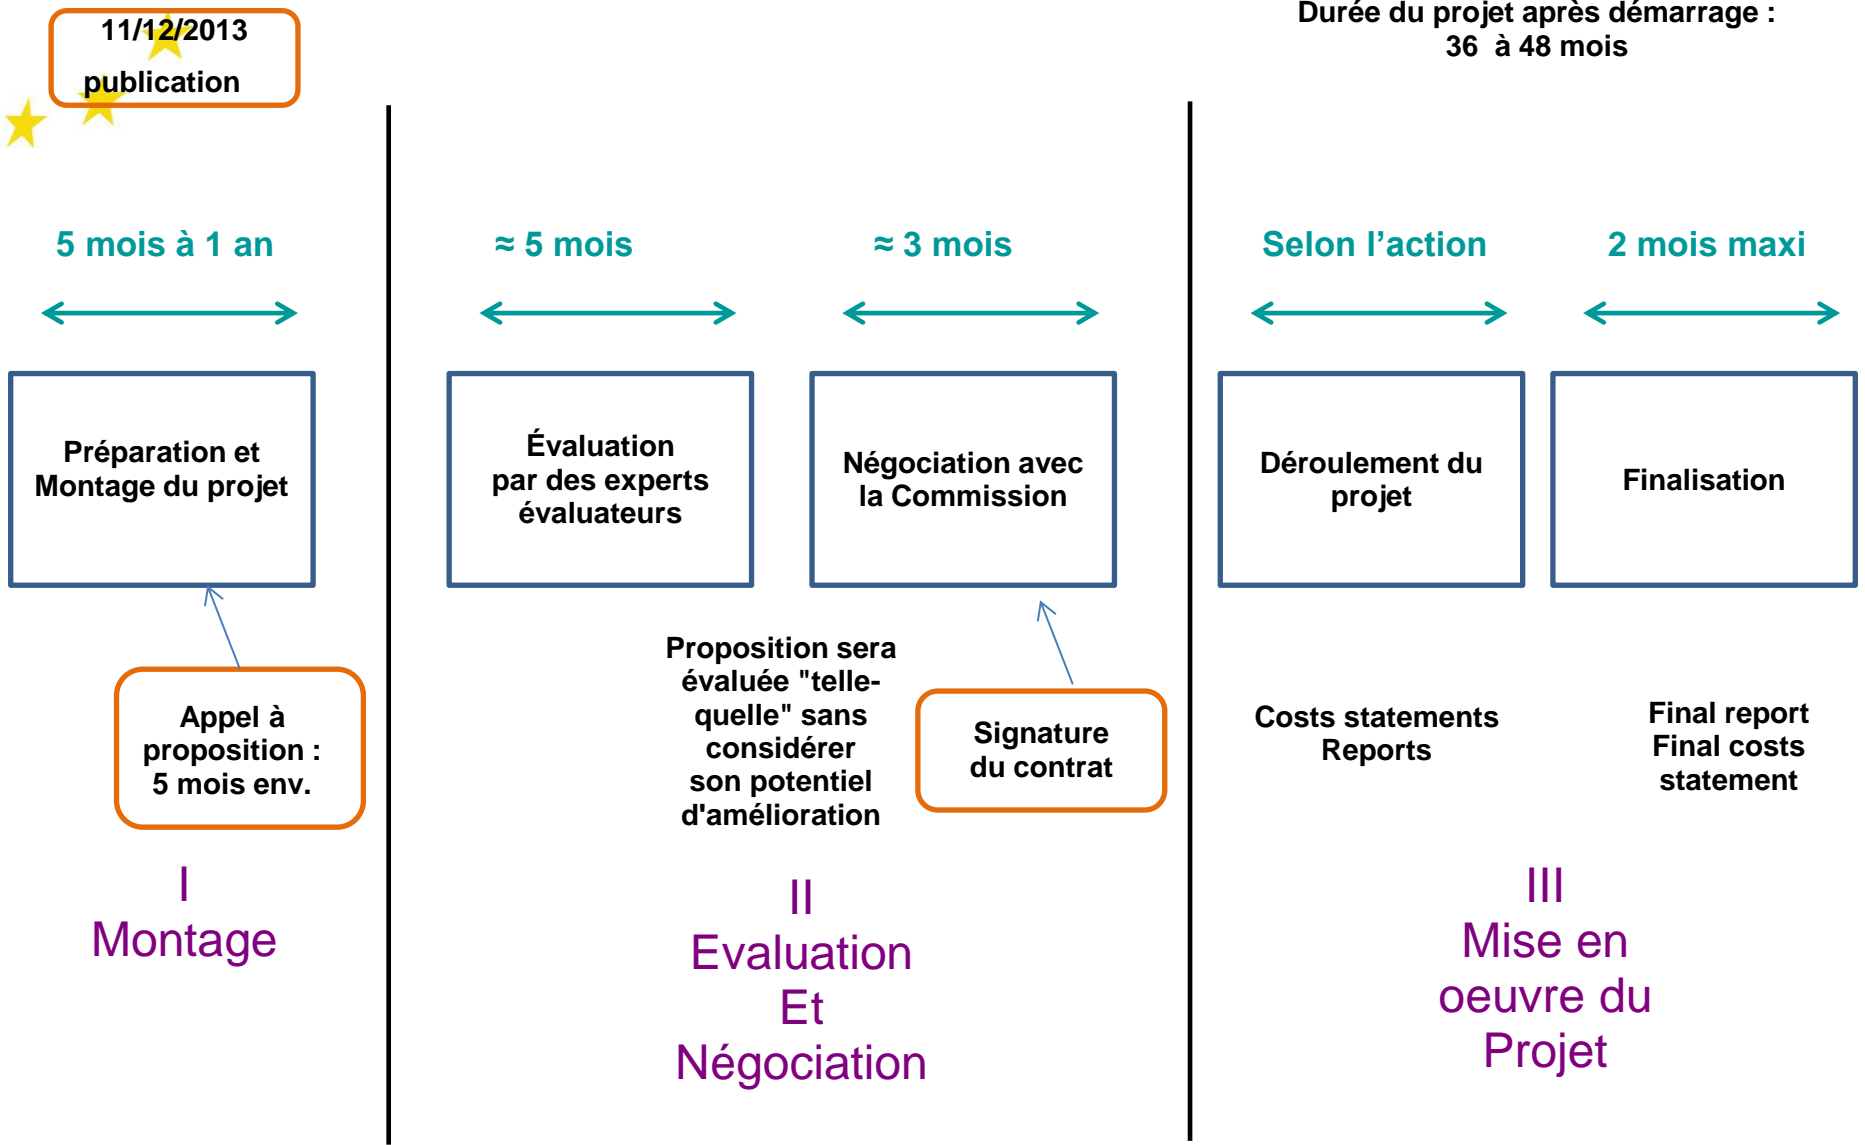 11/12/2013
publication
Durée du projet après démarrage :
36 à 48 mois
5 mois à 1 an
≈ 5 mois
≈ 3 mois
Selon l’action
2 mois maxi
Préparation et
Montage du projet
Évaluation
par des experts
évaluateurs
Négociation avec
la Commission
Déroulement du
projet
Finalisation
Appel à
proposition :
5 mois env.
Proposition sera
évaluée "telle-
quelle" sans
considérer
son potentiel
d'amélioration
Signature
du contrat
Costs statements
Reports
Final report
Final costs
statement
I
Montage
II
Evaluation
Et
Négociation
III
Mise en
oeuvre du
Projet